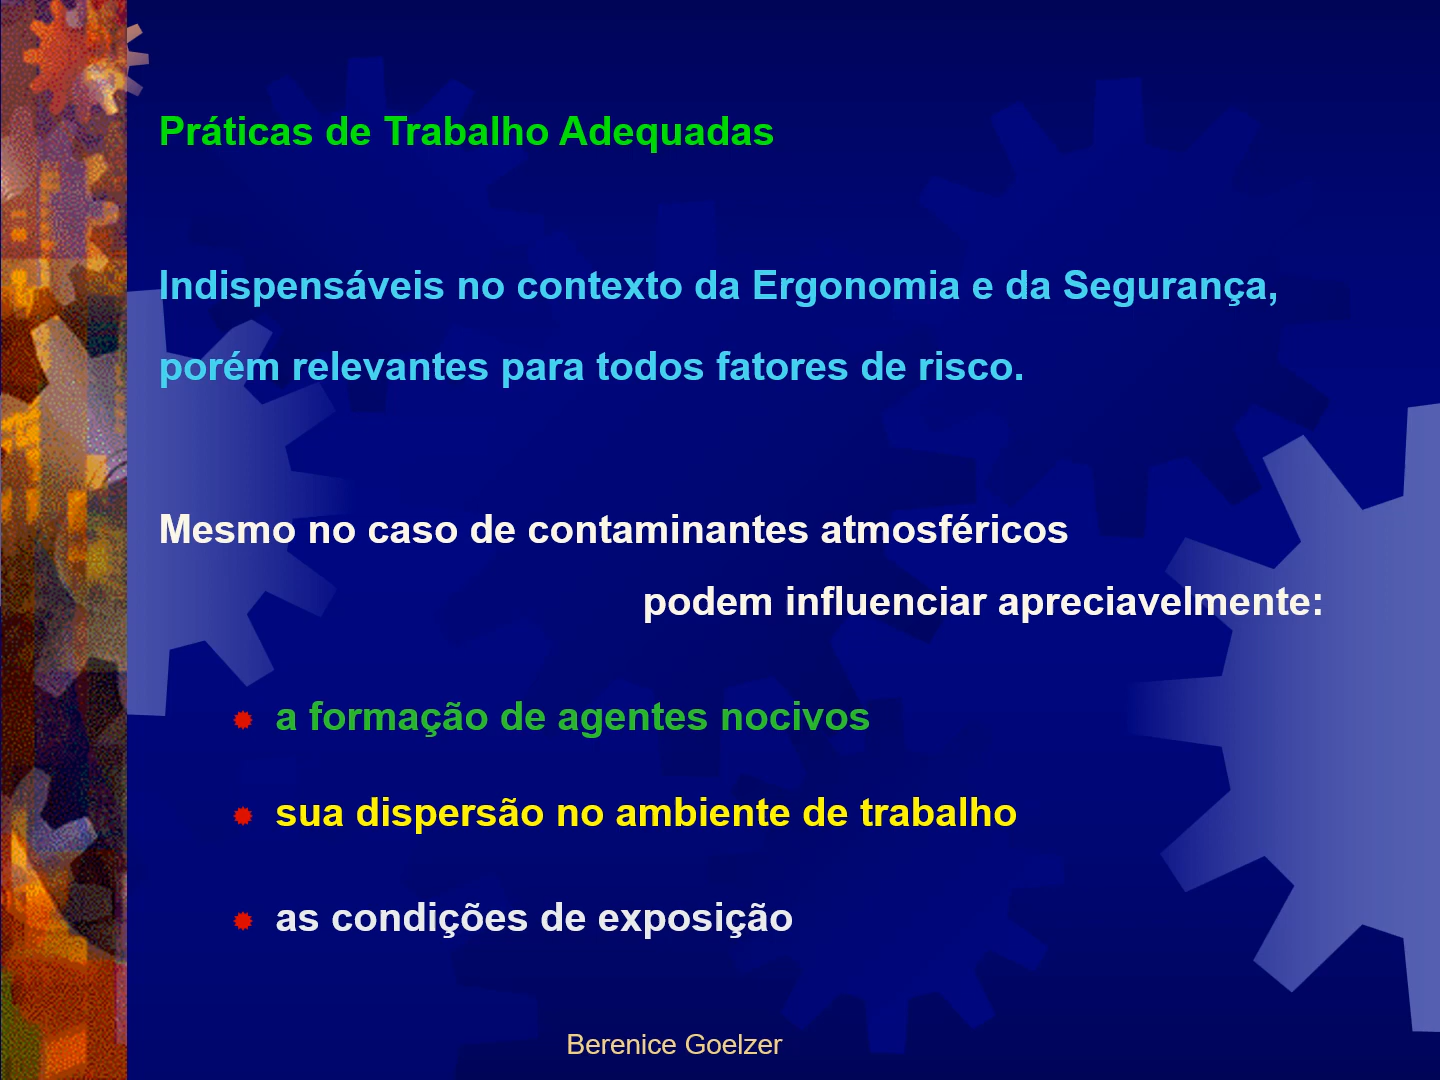 Práticas de Trabalho Adequadas
Indispensáveis no contexto da Ergonomia e da Segurança,
porém relevantes para todos fatores de risco.
Mesmo no caso de contaminantes atmosféricos
podem influenciar apreciavelmente:
a formação de agentes nocivos
sua dispersão no ambiente de trabalho
as condições de exposição
Berenice Goelzer